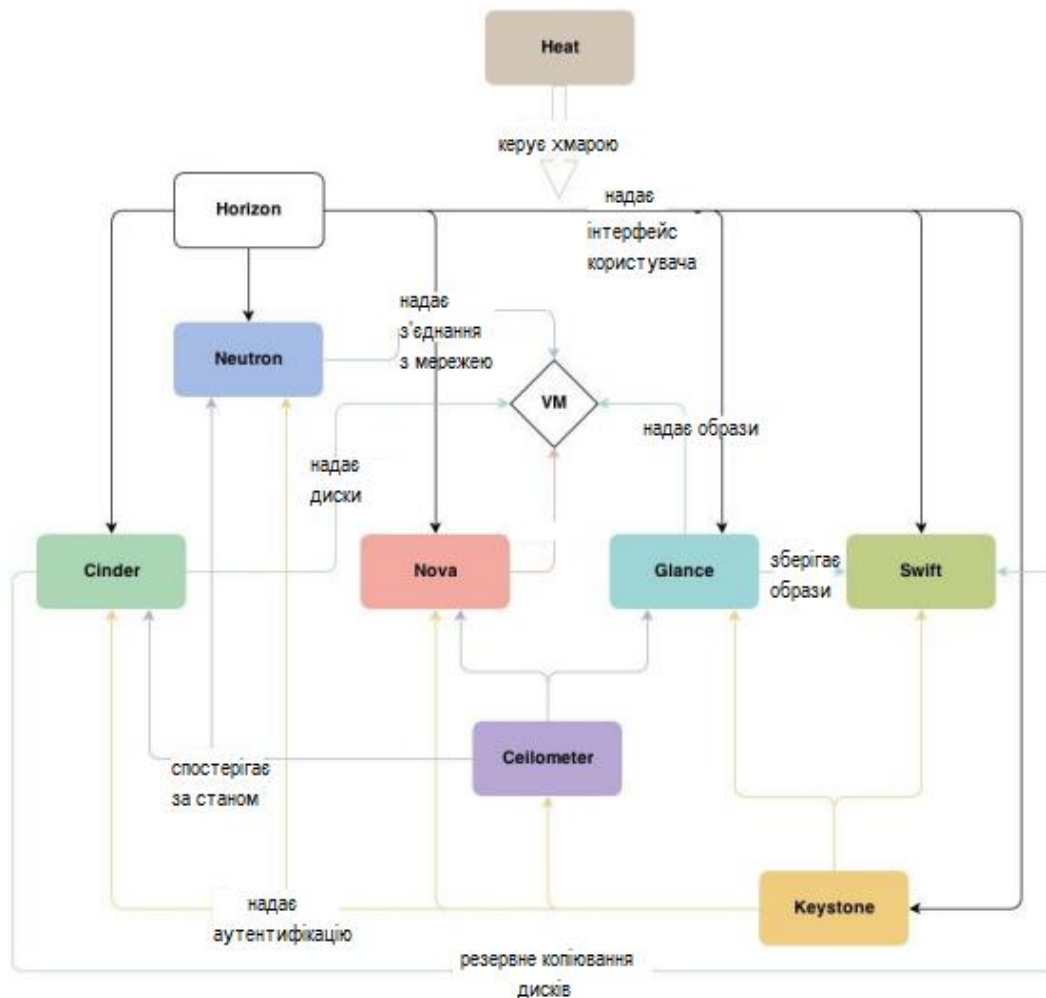 Heat
керує хмарою
Horizon
надає
інтерфейс
користувача
надає
з'єднання
з мережею
Neutron
VM
надає образи
надає
диски
Cinder
Nova
Glance
зберігає
образи
Swift
Ceilometer
спостерігає
за станом
Keystone
надає
аутентифікацію
резервне копіювання
дисків